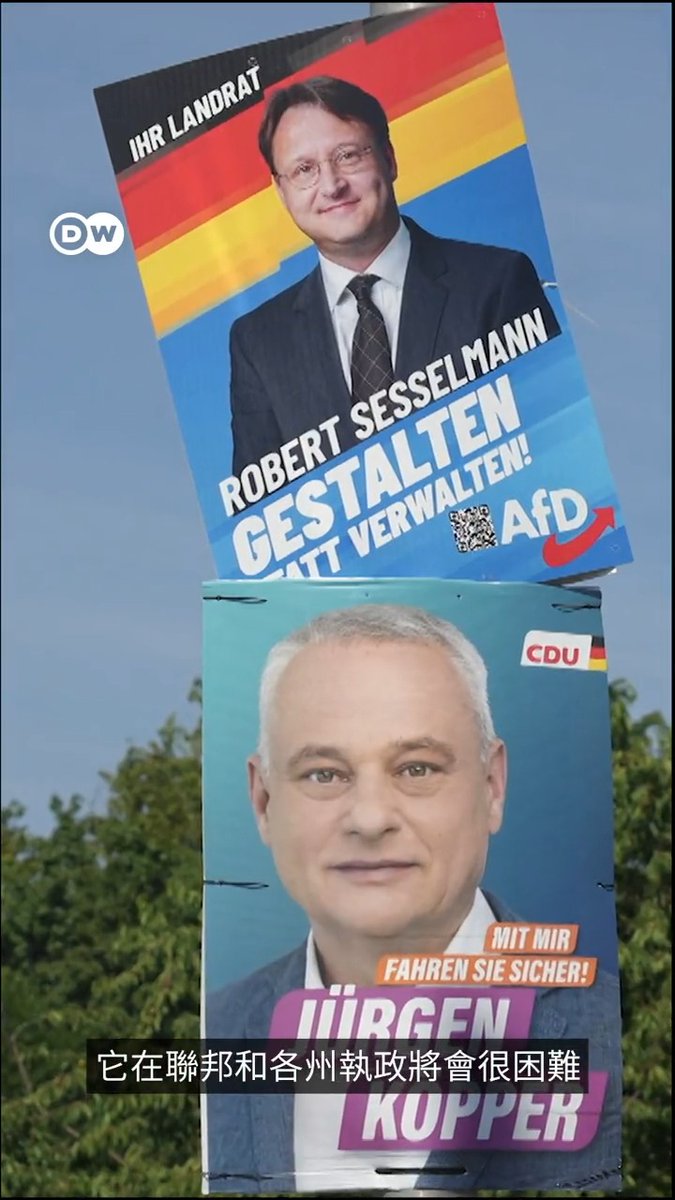 IHR LANDRAT
DW
ROBERT SESSELMANN
GESTALTEN
STATT VERWALTEN!
AfD
CDU
MIT MIR
FAHREN SIE SICHER!
JÜRGEN
它在聯邦和各州執政將會很困難
KÖPPER